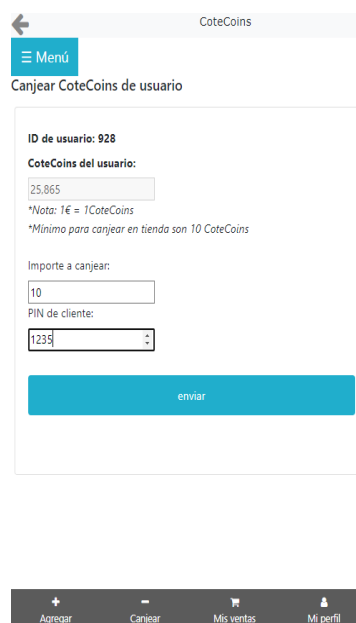 CoteCoins
☰ Menú
Canjear CoteCoins de usuario
ID de usuario: 928
CoteCoins del usuario:
25.865
*Nota: 1€ = 1CoteCoins
*Mínimo para canjear en tienda son 10 CoteCoins
Importe a canjear:
10
PIN de cliente:
1235
enviar
Agregar Canjear Mis ventas Mi perfil